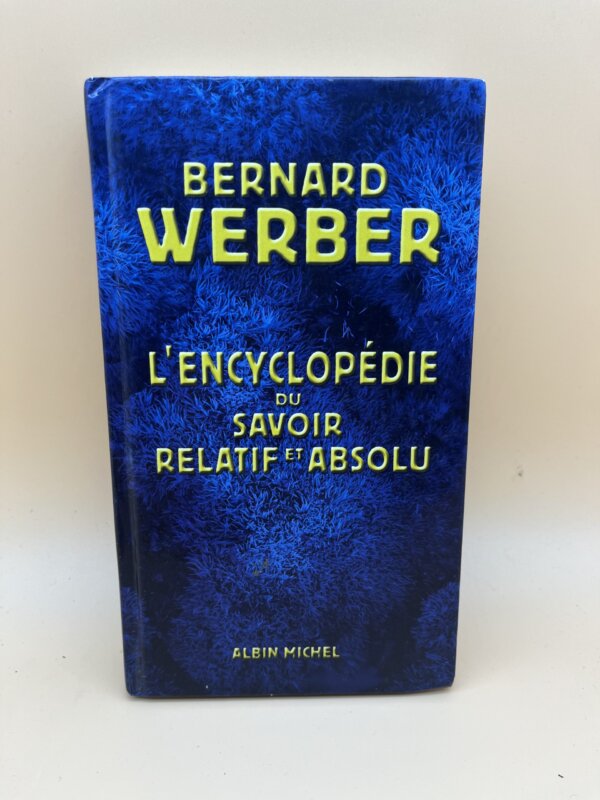 BERNARD
WERBER
L'ENCYCLOPÉDIE
DU
SAVOIR
RELATIF ET ABSOLU
ALBIN MICHEL